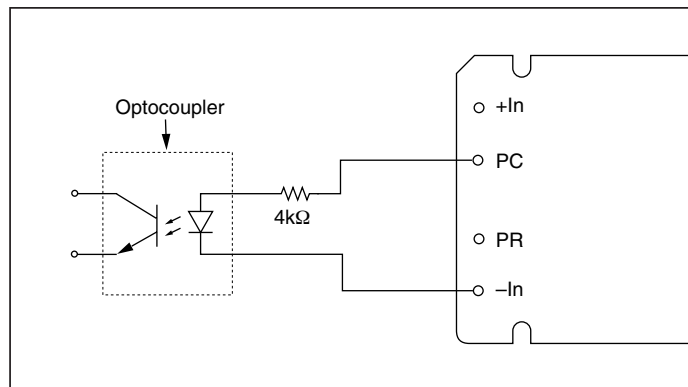 Optocoupler
4kΩ
+In
PC
PR
–In